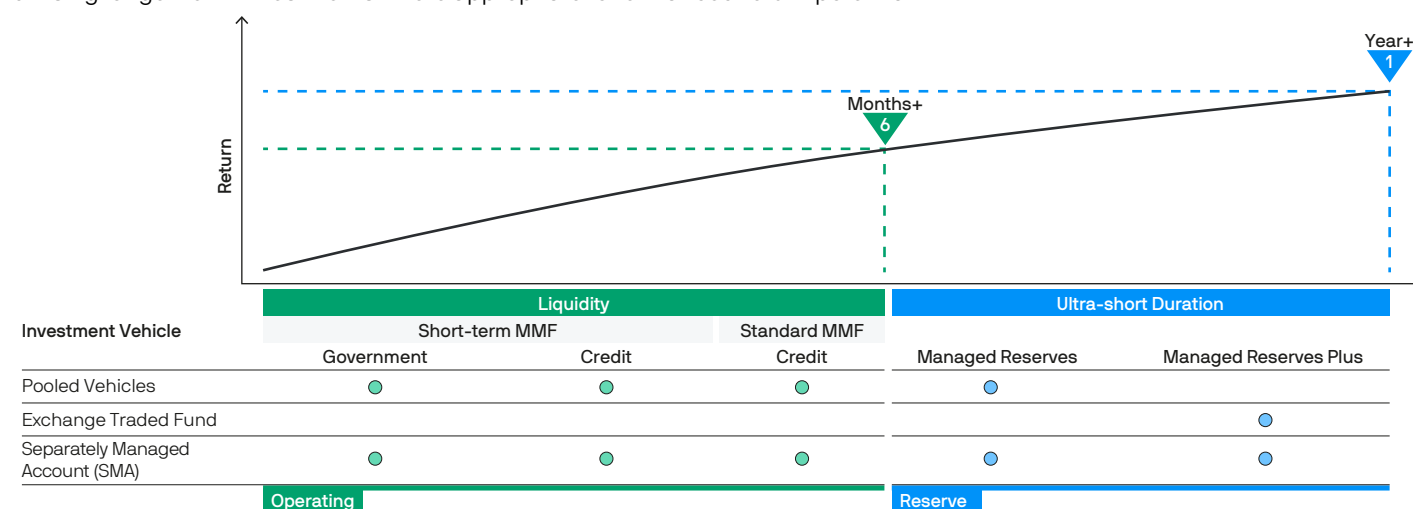 Year+
1
Months+
6
Return
Liquidity Ultra-short Duration
Investment Vehicle Short-term MMF Standard MMF
Government Credit Credit Managed Reserves Managed Reserves Plus
Pooled Vehicles
Exchange Traded Fund
Separately Managed
Account (SMA)
Operating Reserve